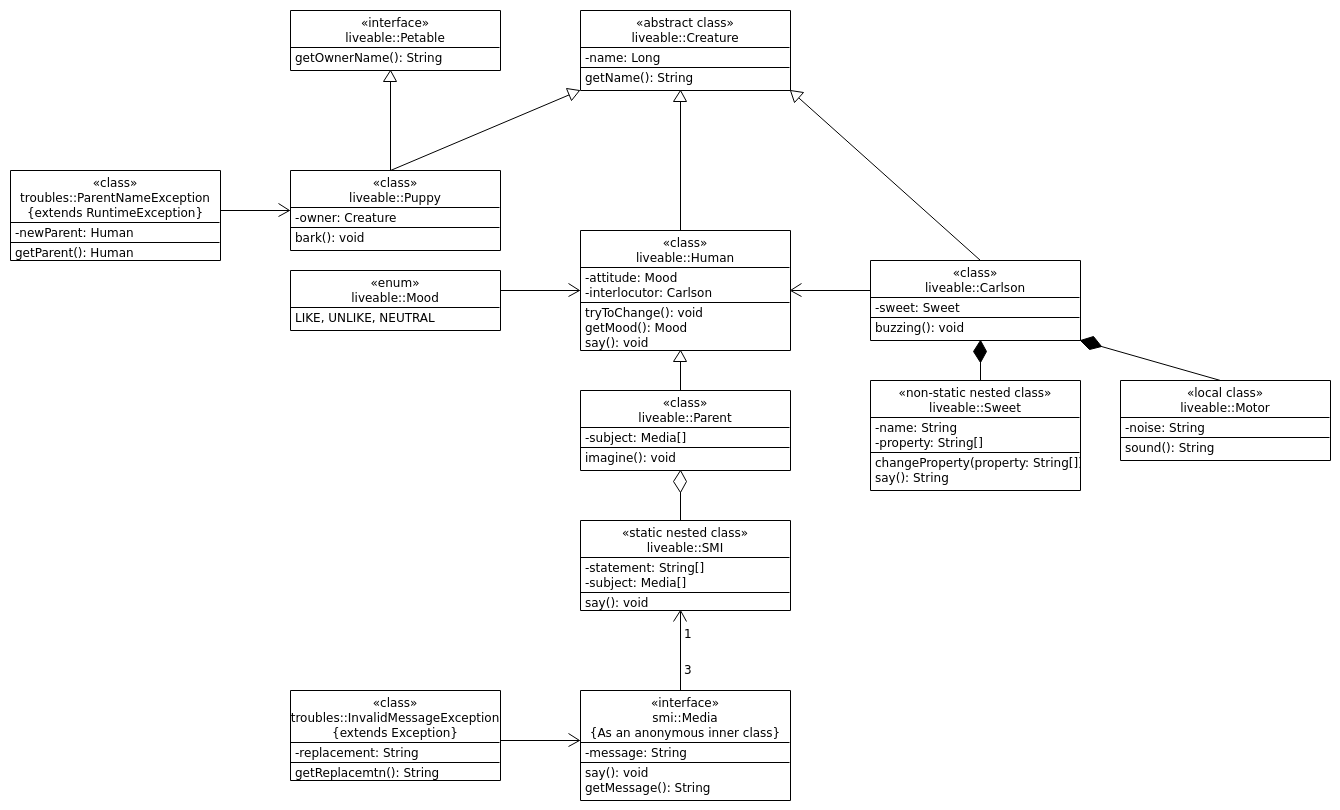 «interface»
liveable::Petable
getOwnerName(): String
«abstract class»
liveable::Creature
-name: Long
getName(): String
«class»
troubles::ParentNameException
{extends RuntimeException}
-newParent: Human
getParent(): Human
«class»
liveable::Puppy
-owner: Creature
bark(): void
«enum»
liveable::Mood
LIKE, UNLIKE, NEUTRAL
«class»
liveable::Human
-attitude: Mood
-interlocutor: Carlson
tryToChange(): void
getMood(): Mood
say(): void
«class»
liveable::Carlson
-sweet: Sweet
buzzing(): void
«class»
liveable::Parent
-subject: Media[]
imagine(): void
«non-static nested class»
liveable::Sweet
-name: String
-property: String[]
changeProperty(property: String[])
say(): String
«local class»
liveable::Motor
-noise: String
sound(): String
«static nested class»
liveable::SMI
-statement: String[]
-subject: Media[]
say(): void
1
3
«class»
troubles::InvalidMessageException
{extends Exception}
-replacement: String
getReplacemtn(): String
«interface»
smi::Media
{As an anonymous inner class}
-message: String
say(): void
getMessage(): String